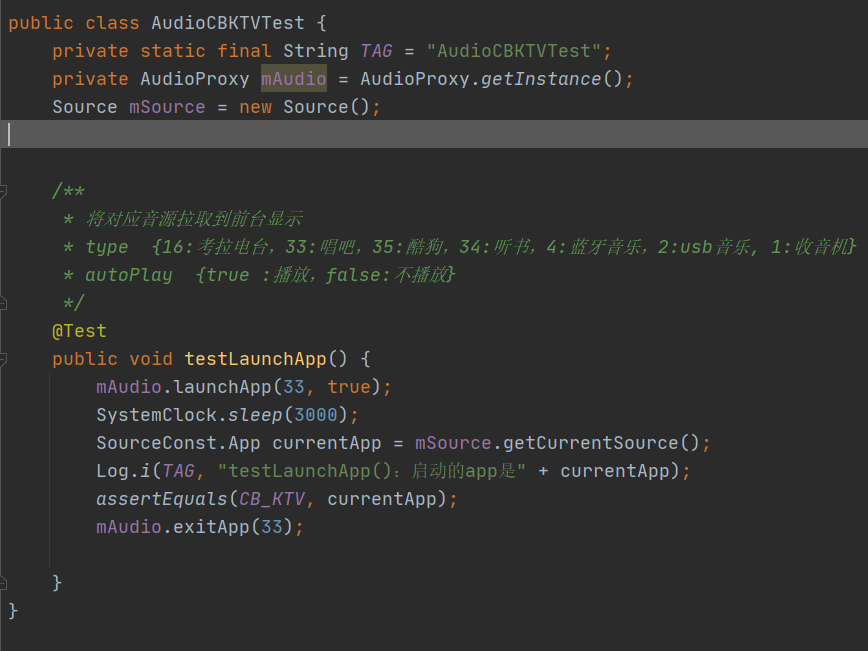 public class AudioCBKTVTest {
private static final String TAG = "AudioCBKTVTest";
private AudioProxy mAudio = AudioProxy.getInstance();
Source mSource = new Source();
/**
* 将对应音源拉取到前台显示
* type  {16:考拉电台，33:唱吧，35:酷狗，34:听书，4:蓝牙音乐，2:usb音乐, 1:收音机}
* autoPlay  {true :播放，false:不播放}
*/
@Test
public void testLaunchApp() {
mAudio.launchApp(33, true);
SystemClock.sleep(3000);
SourceConst.App currentApp = mSource.getCurrentSource();
Log.i(TAG, "testLaunchApp()：启动的app是" + currentApp);
assertEquals(CB_KTV, currentApp);
mAudio.exitApp(33);
}
}